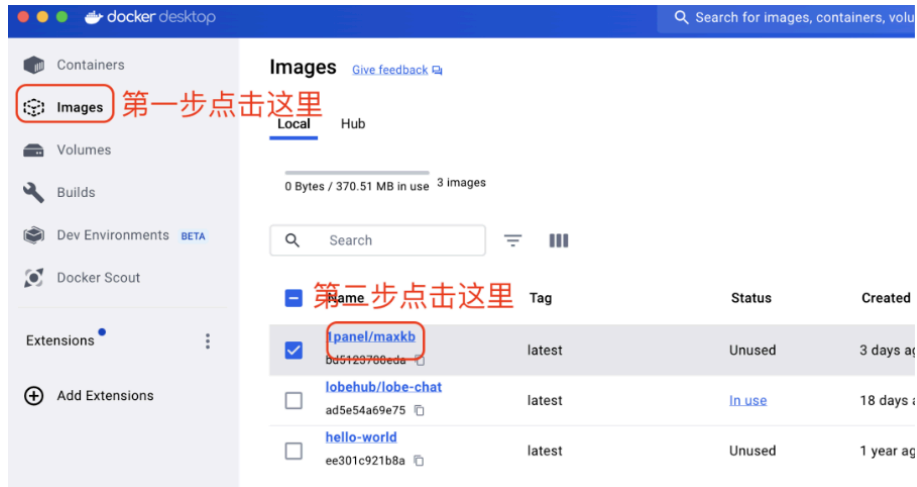 docker desktop
Search for images, containers, volu
Containers
Images
第一步点击这里
Volumes
Builds
Dev Environments BETA
Docker Scout
Extensions
Add Extensions
Images Give feedback
Local Hub
0 Bytes / 370.51 MB in use 3 images
Search
第二步点击这里
Name Tag Status Created
1panel/maxkb latest Unused 3 days ag
bd5123788eda
lobehub/lobe-chat latest In use 18 days a
ad5e54a69e75
hello-world latest Unused 1 year ag
ee301c921b8a